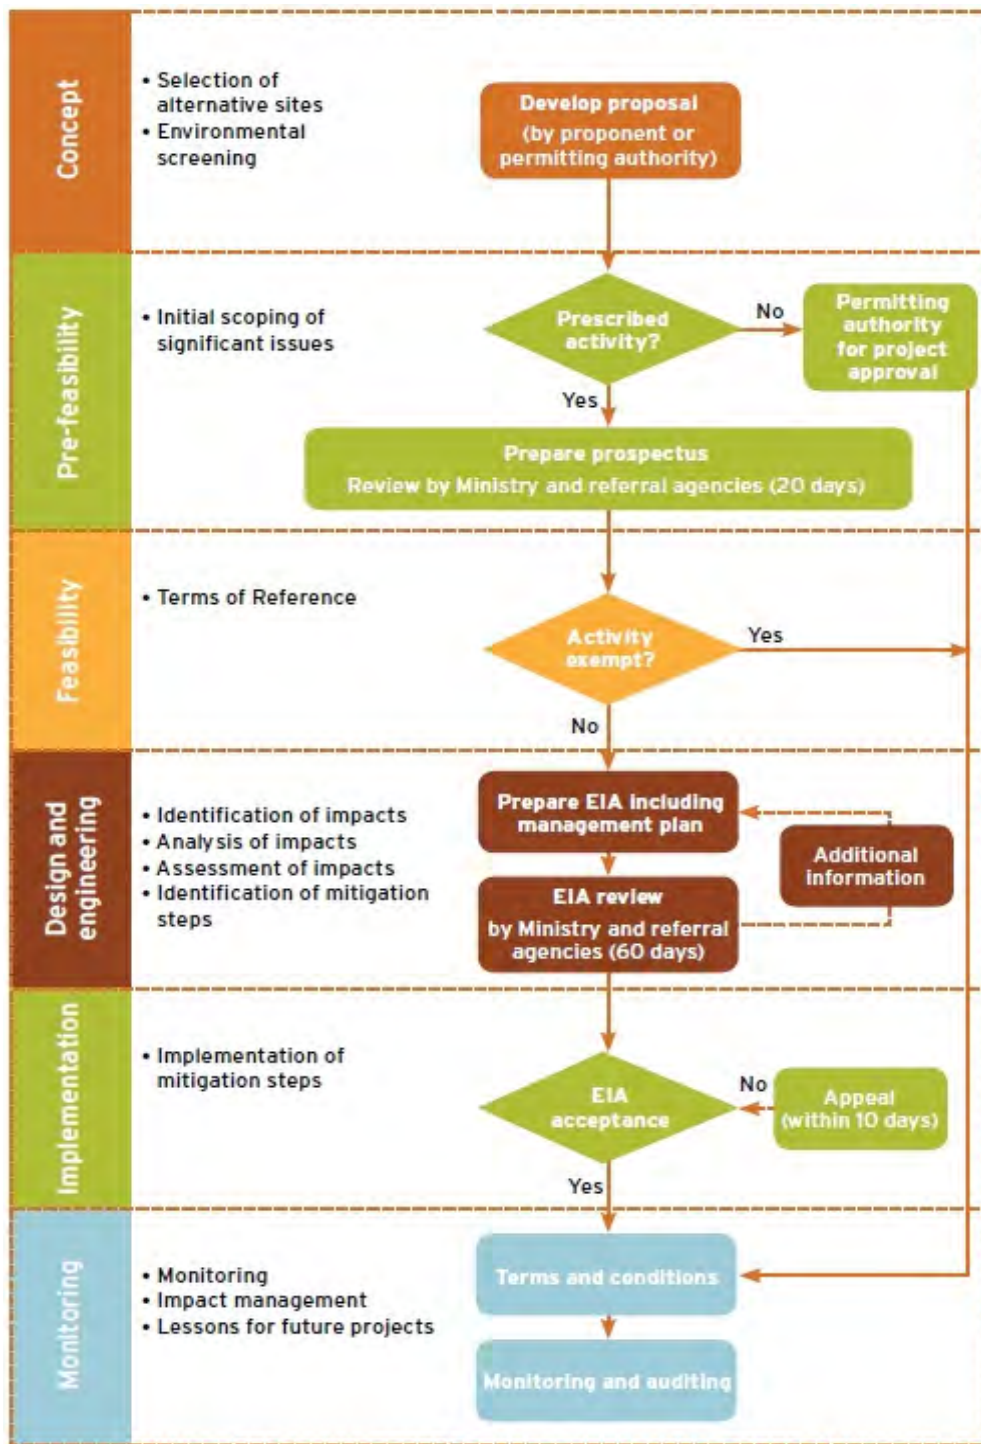 Concept
• Selection of
alternative sites
• Environmental
screening
Develop proposal
(by proponent or
permitting authority)
Pre-feasibility
• Initial scoping of
significant issues
Prescribed
activity?
No
Permitting
authority
for project
approval
Yes
Prepare prospectus
Review by Ministry and referral agencies (20 days)
Feasibility
• Terms of Reference
Activity
exempt?
Yes
No
Design and
engineering
• Identification of impacts
• Analysis of impacts
• Assessment of impacts
• Identification of mitigation
steps
Prepare EIA including
management plan
Additional
information
EIA review
by Ministry and referral
agencies (60 days)
Implementation
• Implementation of
mitigation steps
EIA
acceptance
No
Appeal
(within 10 days)
Yes
Monitoring
• Monitoring
• Impact management
• Lessons for future projects
Terms and conditions
Monitoring and auditing